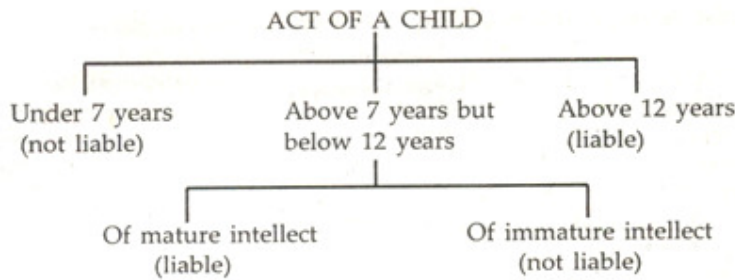 ACT OF A CHILD
Under 7 years
(not liable)
Above 7 years but
below 12 years
Above 12 years
(liable)
Of mature intellect
(liable)
Of immature intellect
(not liable)